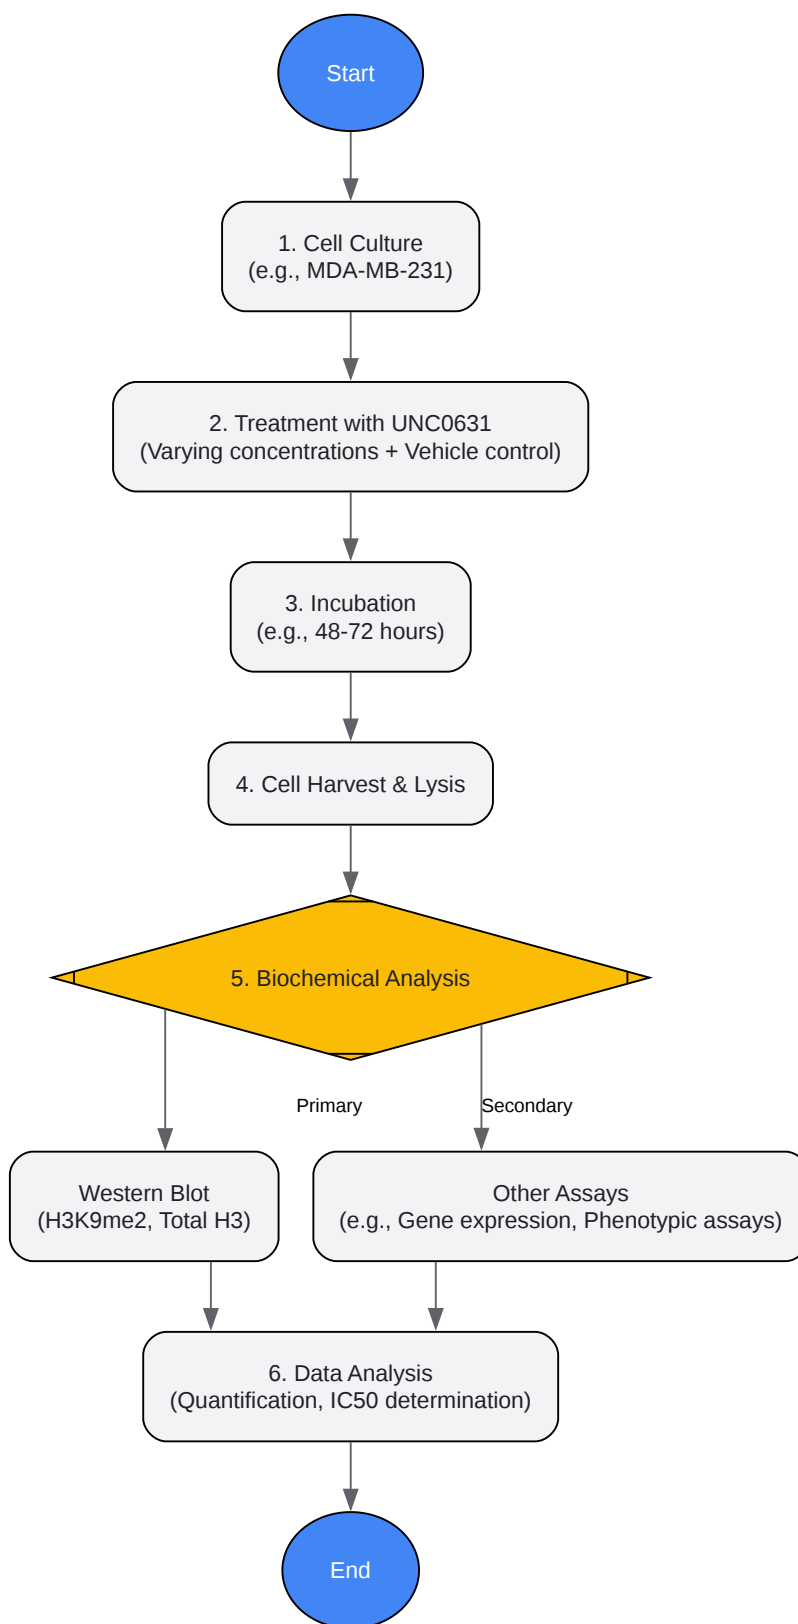 Start
1. Cell Culture
(e.g., MDA-MB-231)
2. Treatment with UNC0631
(Varying concentrations + Vehicle control)
3. Incubation
(e.g., 48-72 hours)
4. Cell Harvest & Lysis
5. Biochemical Analysis
Primary
Secondary
Western Blot
(H3K9me2, Total H3)
Other Assays
(e.g., Gene expression, Phenotypic assays)
6. Data Analysis
(Quantification, IC50 determination)
End